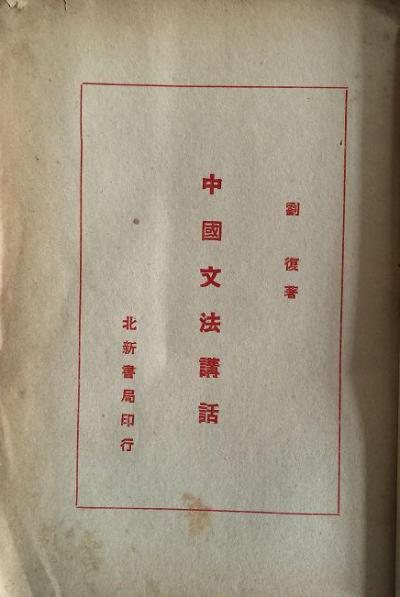 劉復著
中國文法講話
北新書局印行